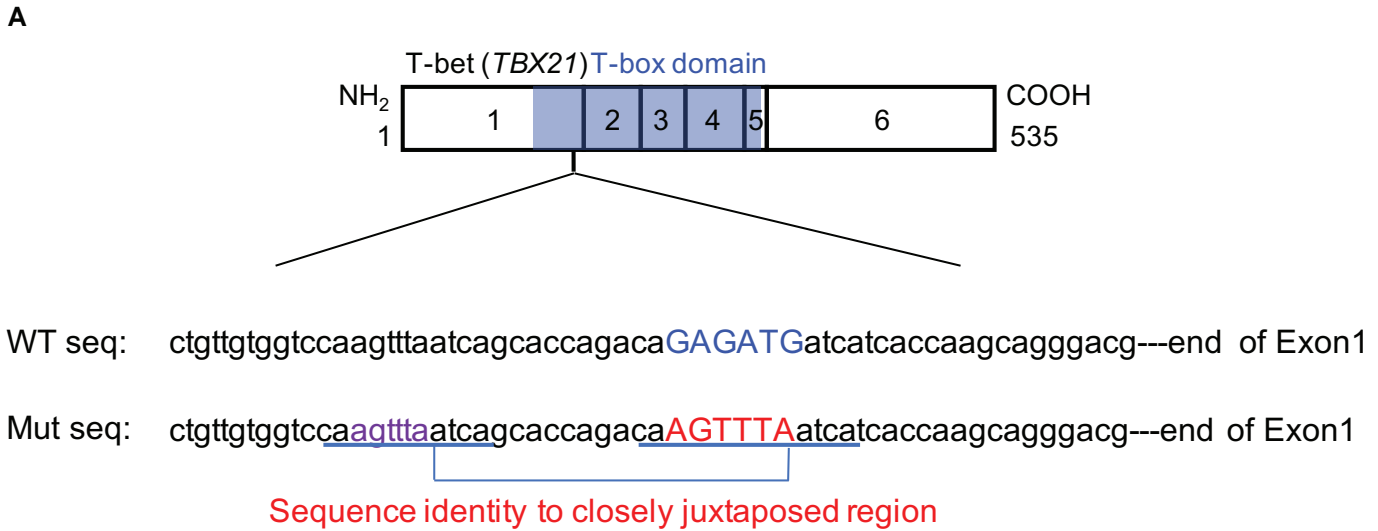 A
T-bet (TBX21) T-box domain
NH2 1 2 3 4 5 6 COOH
1 535
WT seq: ctgttgtggtccaagtttaatcagcaccagacaGAGATGatcatcaccaagcagggacg---end of Exon1
Mut seq: ctgttgtggtccaagtttaatcagcaccagacaAGTTTAatcatcaccaagcagggacg---end of Exon1
Sequence identity to closely juxtaposed region